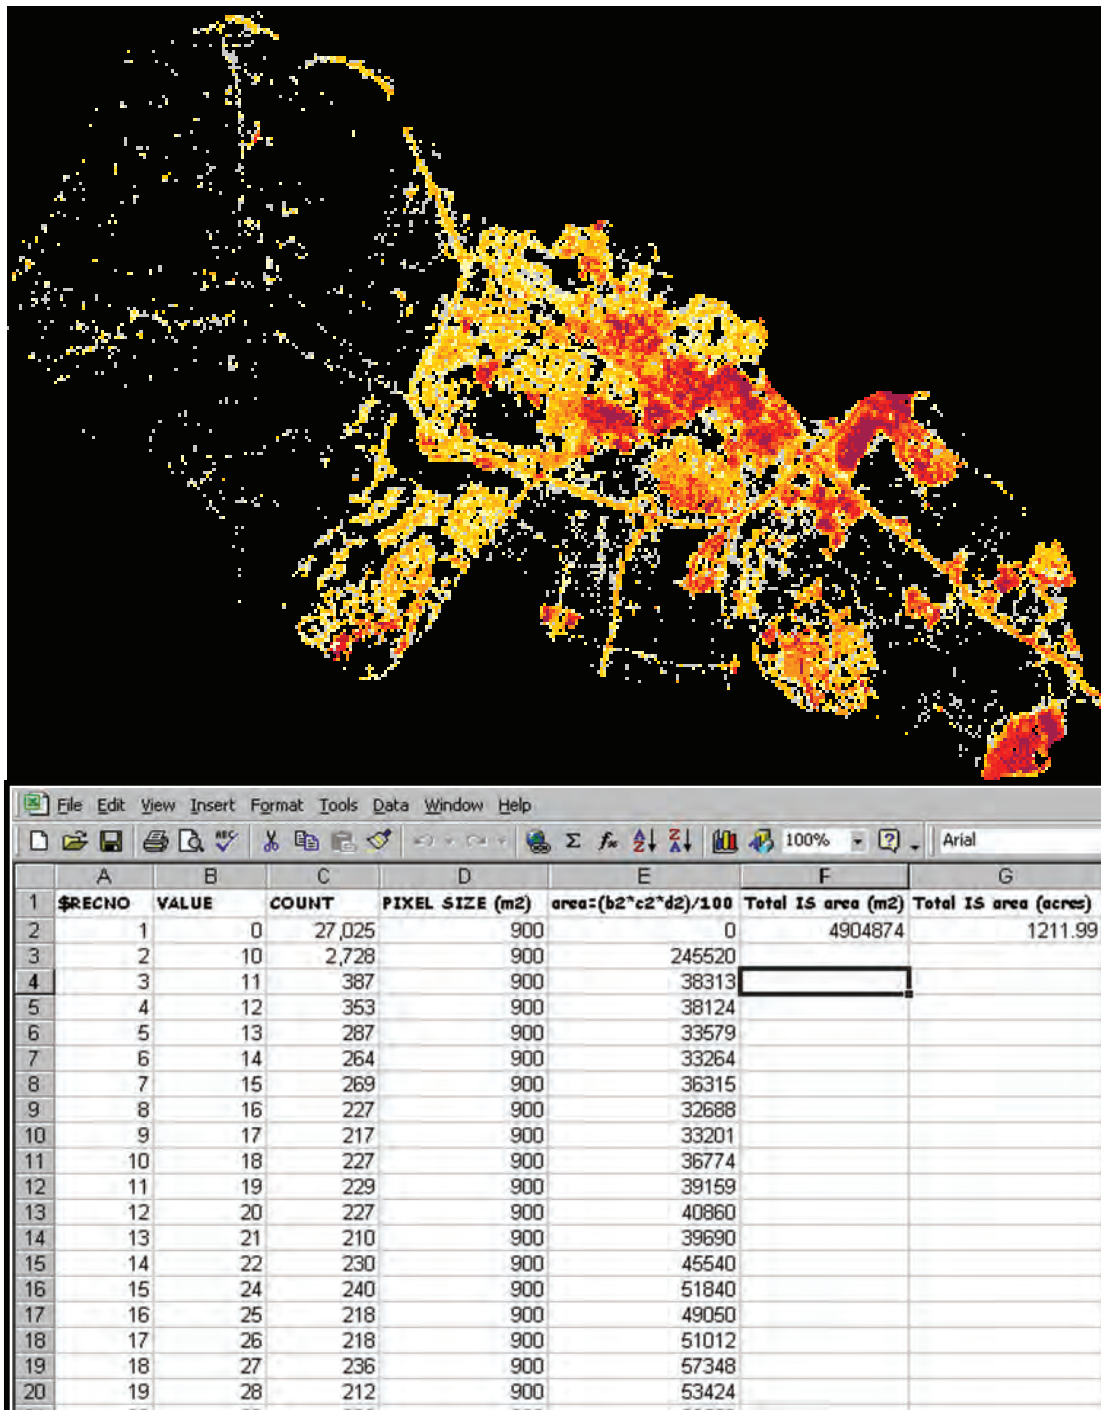 File Edit View Insert Format Tools Data Window Help
ABC Σ fx A Z Z A 100% ? Arial
A B C D E F G
1 $RECNO VALUE COUNT PIXEL SIZE (m2) area=(b2*c2*d2)/100 Total IS area (m2) Total IS area (acres)
2 1 0 27,025 900 0 4904874 1211.99
3 2 10 2,728 900 245520
4 3 11 387 900 38313
5 4 12 353 900 38124
6 5 13 287 900 33579
7 6 14 264 900 33264
8 7 15 269 900 36315
9 8 16 227 900 32688
10 9 17 217 900 33201
11 10 18 227 900 36774
12 11 19 229 900 39159
13 12 20 227 900 40860
14 13 21 210 900 39690
15 14 22 230 900 45540
16 15 24 240 900 51840
17 16 25 218 900 49050
18 17 26 218 900 51012
19 18 27 236 900 57348
20 19 28 212 900 53424